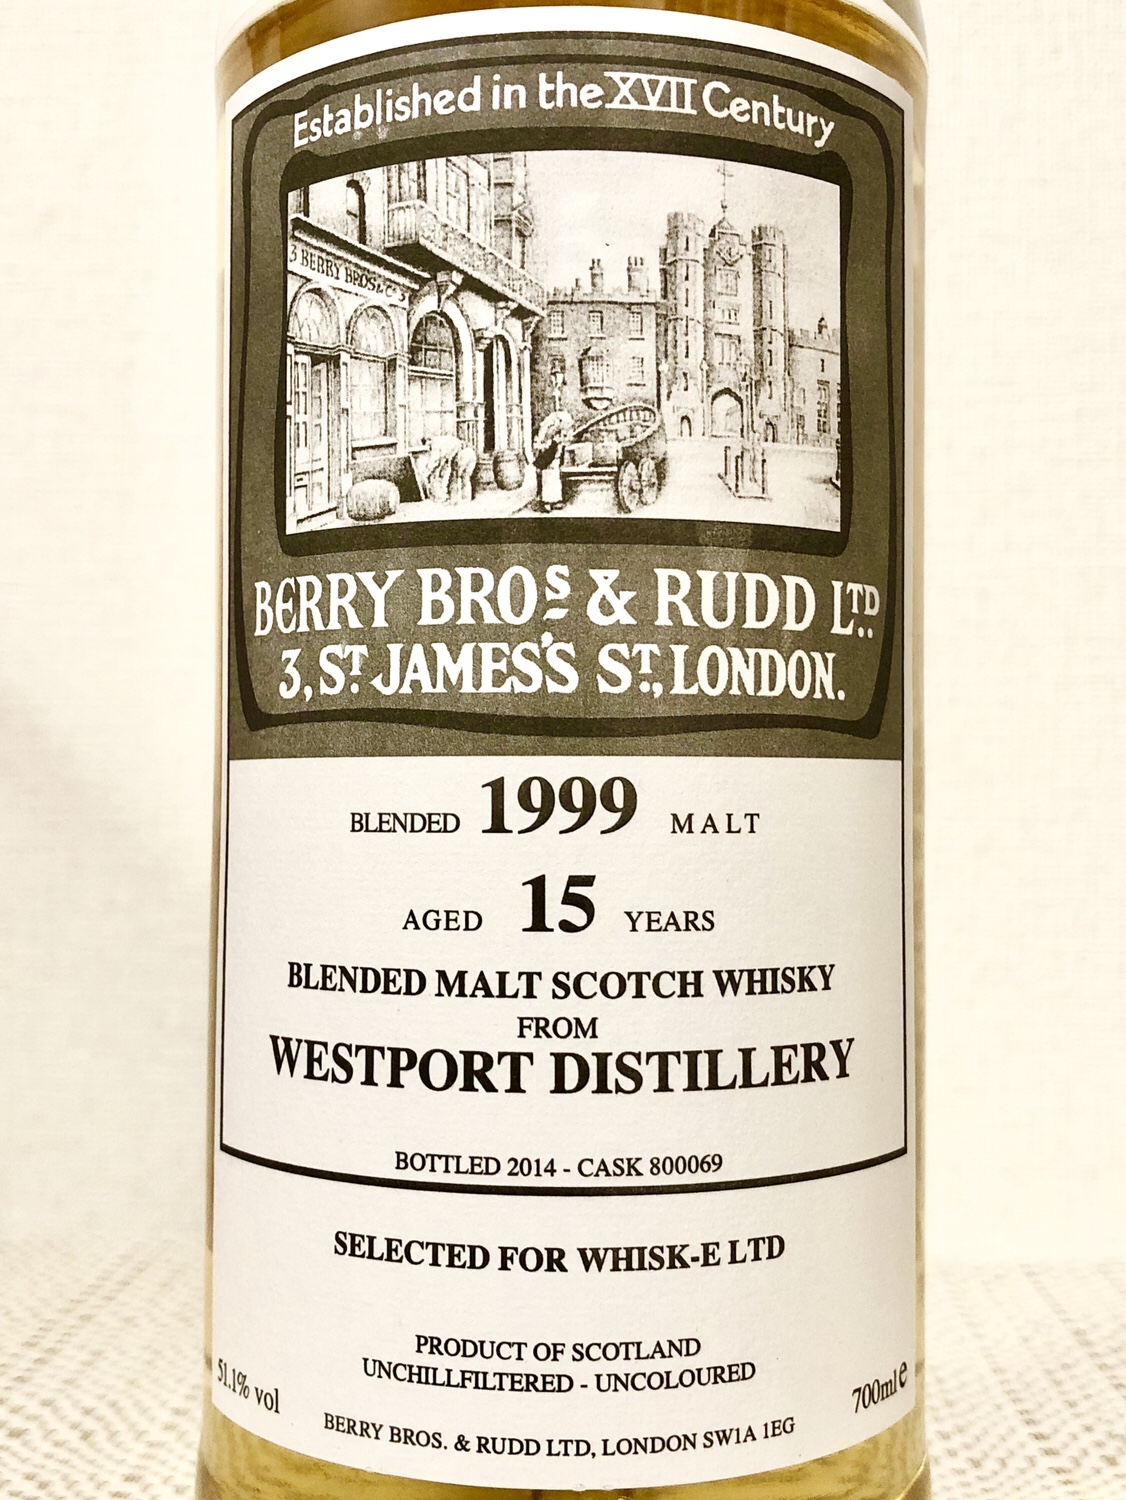 Established in the XVII Century
3 BERRY BROS & Co 3
BERRY BROS & RUDD LTD.
3, ST. JAMES'S ST., LONDON.
BLENDED 1999 MALT
AGED 15 YEARS
BLENDED MALT SCOTCH WHISKY
FROM
WESTPORT DISTILLERY
BOTTLED 2014 - CASK 800069
SELECTED FOR WHISK-E LTD
PRODUCT OF SCOTLAND
UNCHILLFILTERED - UNCOLOURED
51.1% vol
700ml e
BERRY BROS. & RUDD LTD, LONDON SW1A 1EG